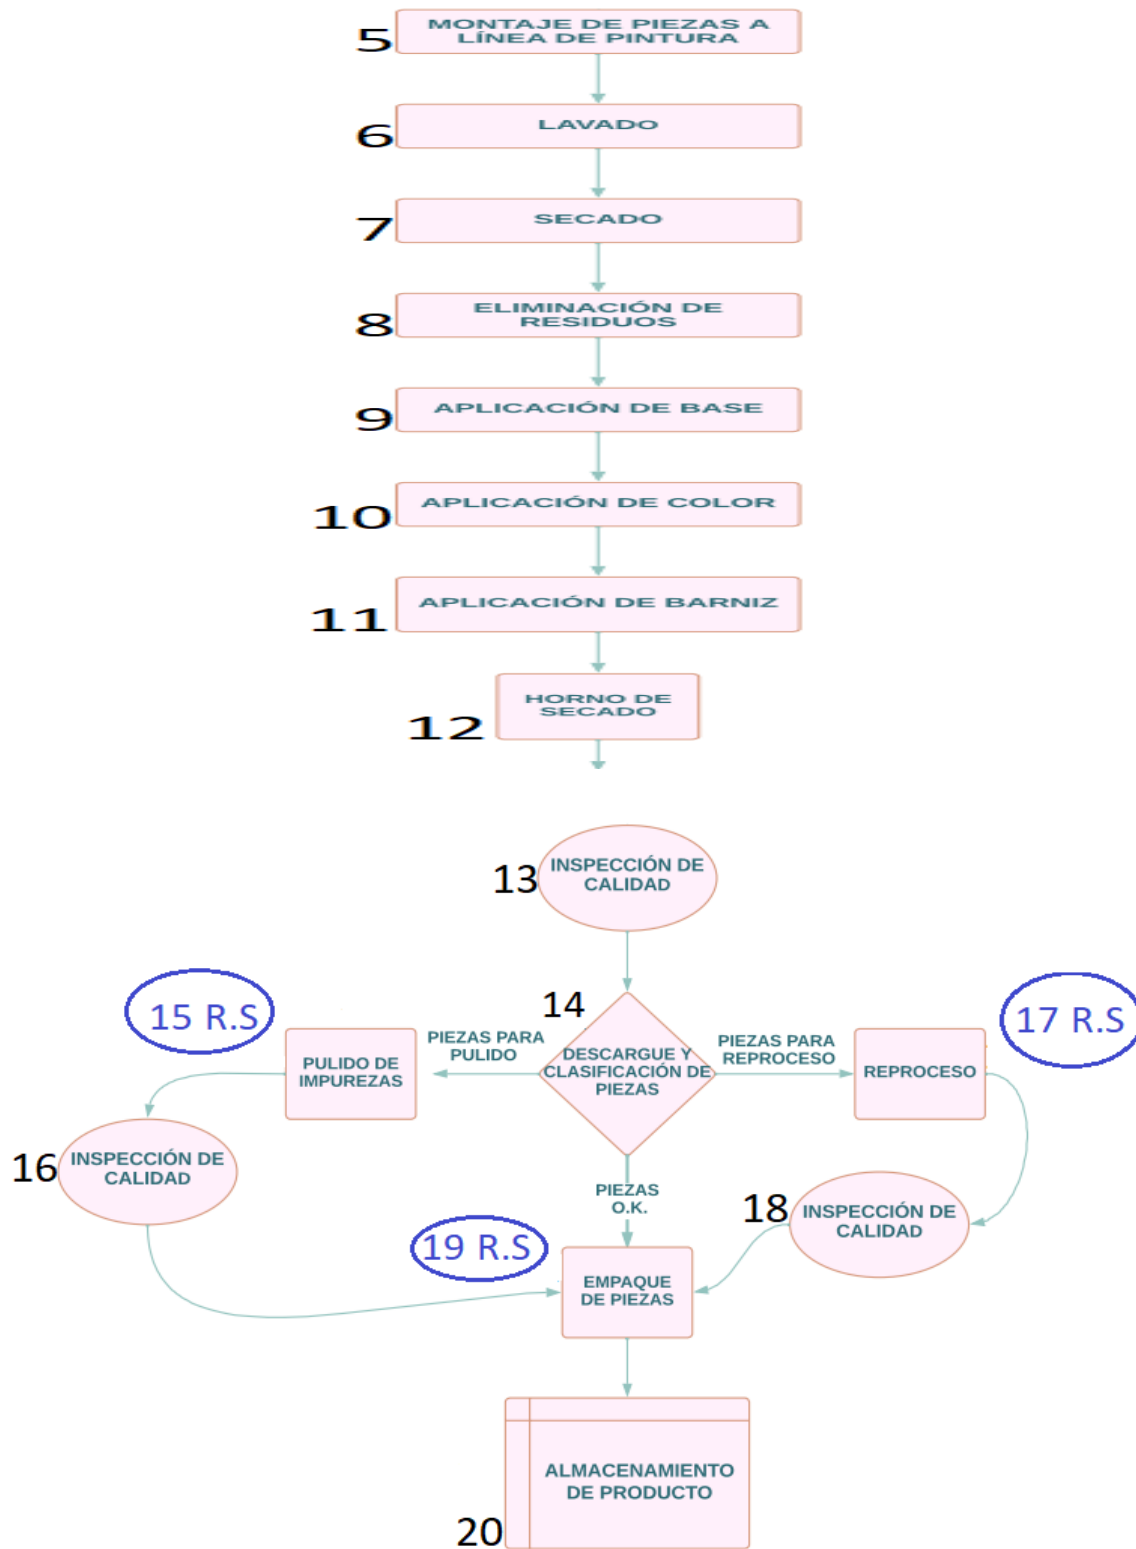 5
MONTAJE DE PIEZAS A
LÍNEA DE PINTURA
6
LAVADO
7
SECADO
8
ELIMINACIÓN DE
RESIDUOS
9
APLICACIÓN DE BASE
10
APLICACIÓN DE COLOR
11
APLICACIÓN DE BARNIZ
12
HORNO DE
SECADO
13
INSPECCIÓN DE
CALIDAD
14
DESCARGUE Y
CLASIFICACIÓN DE
PIEZAS
PIEZAS PARA
PULIDO
15 R.S
PULIDO DE
IMPUREZAS
16
INSPECCIÓN DE
CALIDAD
PIEZAS PARA
REPROCESO
17 R.S
REPROCESO
18
INSPECCIÓN DE
CALIDAD
PIEZAS
O.K.
19 R.S
EMPAQUE
DE PIEZAS
20
ALMACENAMIENTO
DE PRODUCTO